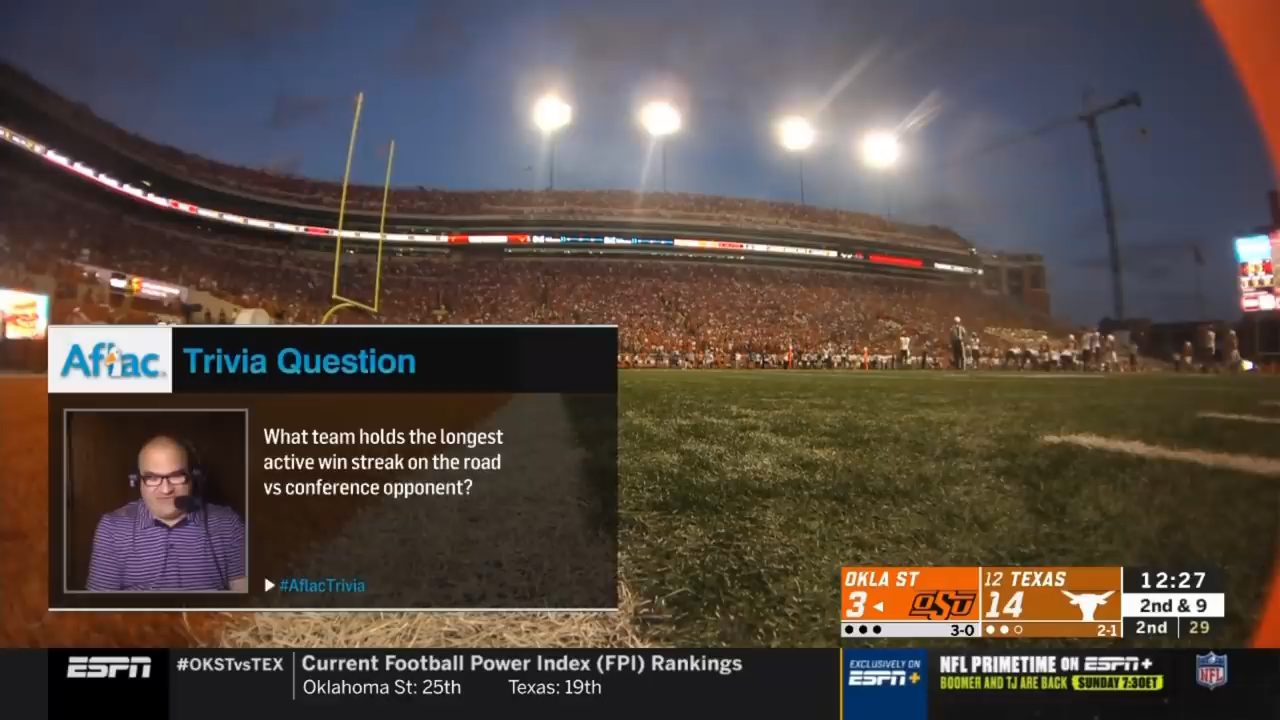 Aflac
Trivia Question
What team holds the longest
active win streak on the road
vs conference opponent?
#AflacTrivia
OKLA ST
3
OSU
3-0
12 TEXAS
14
2-1
12:27
2nd & 9
2nd 29
ESPN
#OKSTvsTEX
Current Football Power Index (FPI) Rankings
Oklahoma St: 25th Texas: 19th
EXCLUSIVELY ON
ESPN+
NFL PRIMETIME ON ESPN+
BOOMER AND TJ ARE BACK SUNDAY 7:30ET
NFL